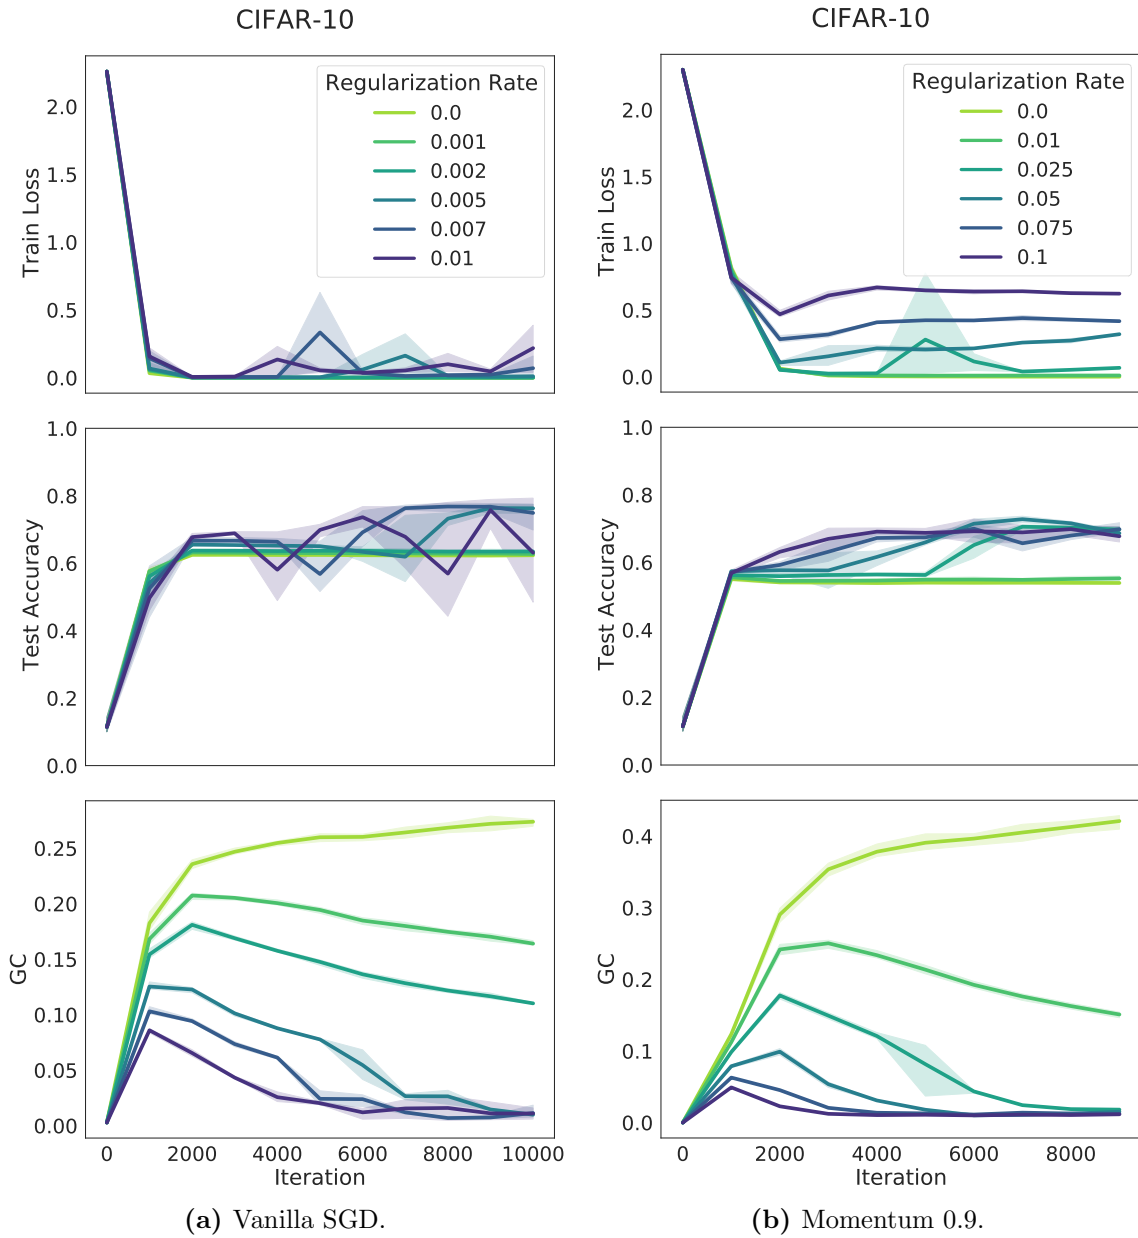 CIFAR-10
Train Loss
2.0
1.5
1.0
0.5
0.0
Regularization Rate
0.0
0.001
0.002
0.005
0.007
0.01
Test Accuracy
1.0
0.8
0.6
0.4
0.2
0.0
GC
0.25
0.20
0.15
0.10
0.05
0.00
0 2000 4000 6000 8000 10000
Iteration
(a) Vanilla SGD.
CIFAR-10
Train Loss
2.0
1.5
1.0
0.5
0.0
Regularization Rate
0.0
0.01
0.025
0.05
0.075
0.1
Test Accuracy
1.0
0.8
0.6
0.4
0.2
0.0
GC
0.4
0.3
0.2
0.1
0.0
0 2000 4000 6000 8000
Iteration
(b) Momentum 0.9.